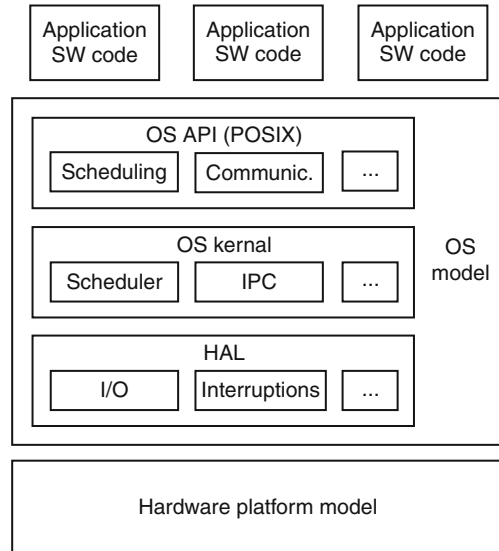 Application
SW code
Application
SW code
Application
SW code
OS API (POSIX)
Scheduling
Communic.
...
OS kernal
Scheduler
IPC
...
OS
model
HAL
I/O
Interruptions
...
Hardware platform model